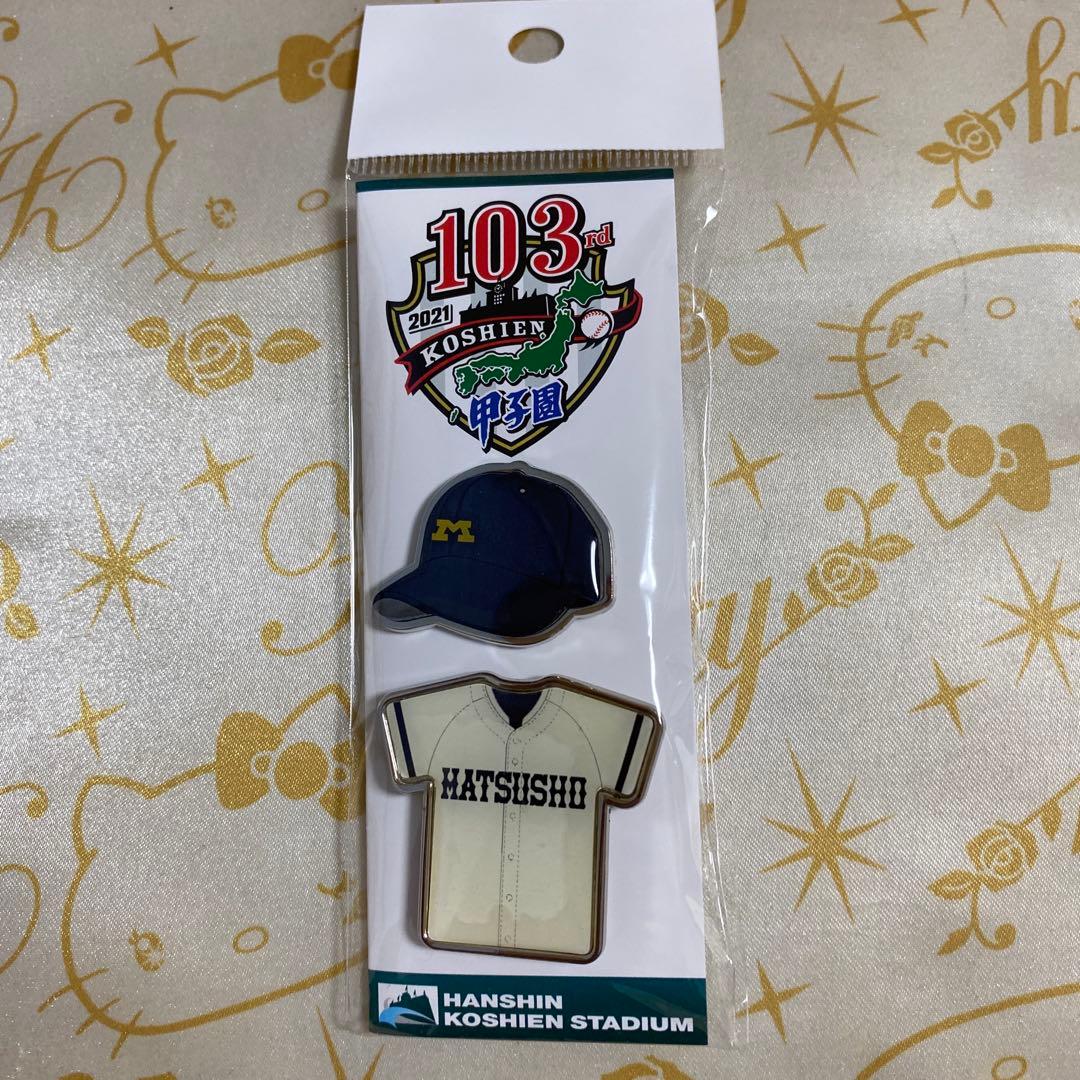 103rd
2021
KOSHIEN
甲子園
M
MATSUSHO
HANSHIN
KOSHIEN STADIUM